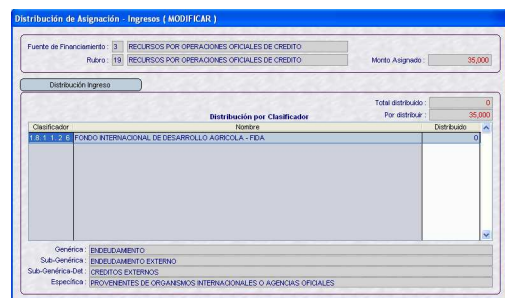 Distribución de Asignación - Ingresos ( MODIFICAR )
Fuente de Financiamiento : 3 RECURSOS POR OPERACIONES OFICIALES DE CREDITO
Rubro : 19 RECURSOS POR OPERACIONES OFICIALES DE CREDITO Monto Asignado : 35,000
Distribución Ingreso
Total distribuido : 0
Distribución por Clasificador Por distribuir : 35,000
Clasificador Nombre Distribuido
1 8. 1 1. 2 6 FONDO INTERNACIONAL DE DESARROLLO AGRICOLA - FIDA 0
Genérica : ENDEUDAMIENTO
Sub-Genérica : ENDEUDAMIENTO EXTERNO
Sub-Genérica-Det : CREDITOS EXTERNOS
Específica : PROVENIENTES DE ORGANISMOS INTERNACIONALES O AGENCIAS OFICIALES